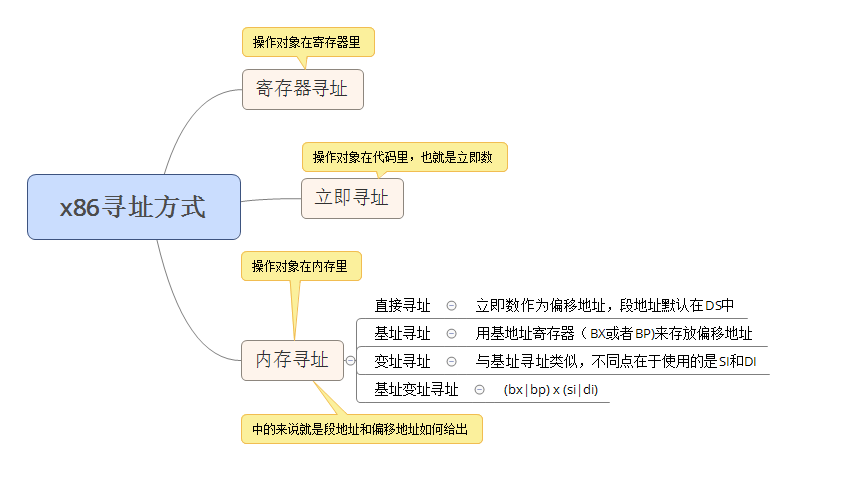 操作对象在寄存器里
寄存器寻址
操作对象在代码里，也就是立即数
立即寻址
x86寻址方式
操作对象在内存里
内存寻址
直接寻址 立即数作为偏移地址，段地址默认在DS中
基址寻址 用基地址寄存器（BX或者BP)来存放偏移地址
变址寻址 与基址寻址类似，不同点在于使用的是SI和DI
基址变址寻址 (bx|bp) x (si|di)
中的来说就是段地址和偏移地址如何给出